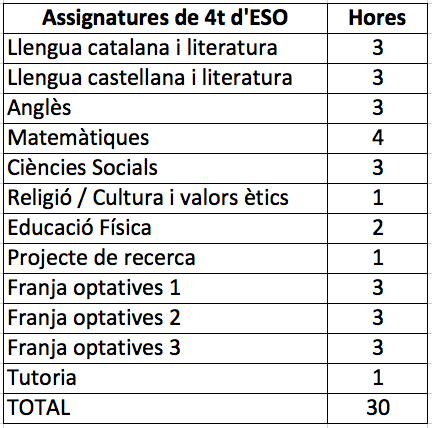 Assignatures de 4t d'ESO Hores
Llengua catalana i literatura 3
Llengua castellana i literatura 3
Anglès 3
Matemàtiques 4
Ciències Socials 3
Religió / Cultura i valors ètics 1
Educació Física 2
Projecte de recerca 1
Franja optatives 1 3
Franja optatives 2 3
Franja optatives 3 3
Tutoria 1
TOTAL 30